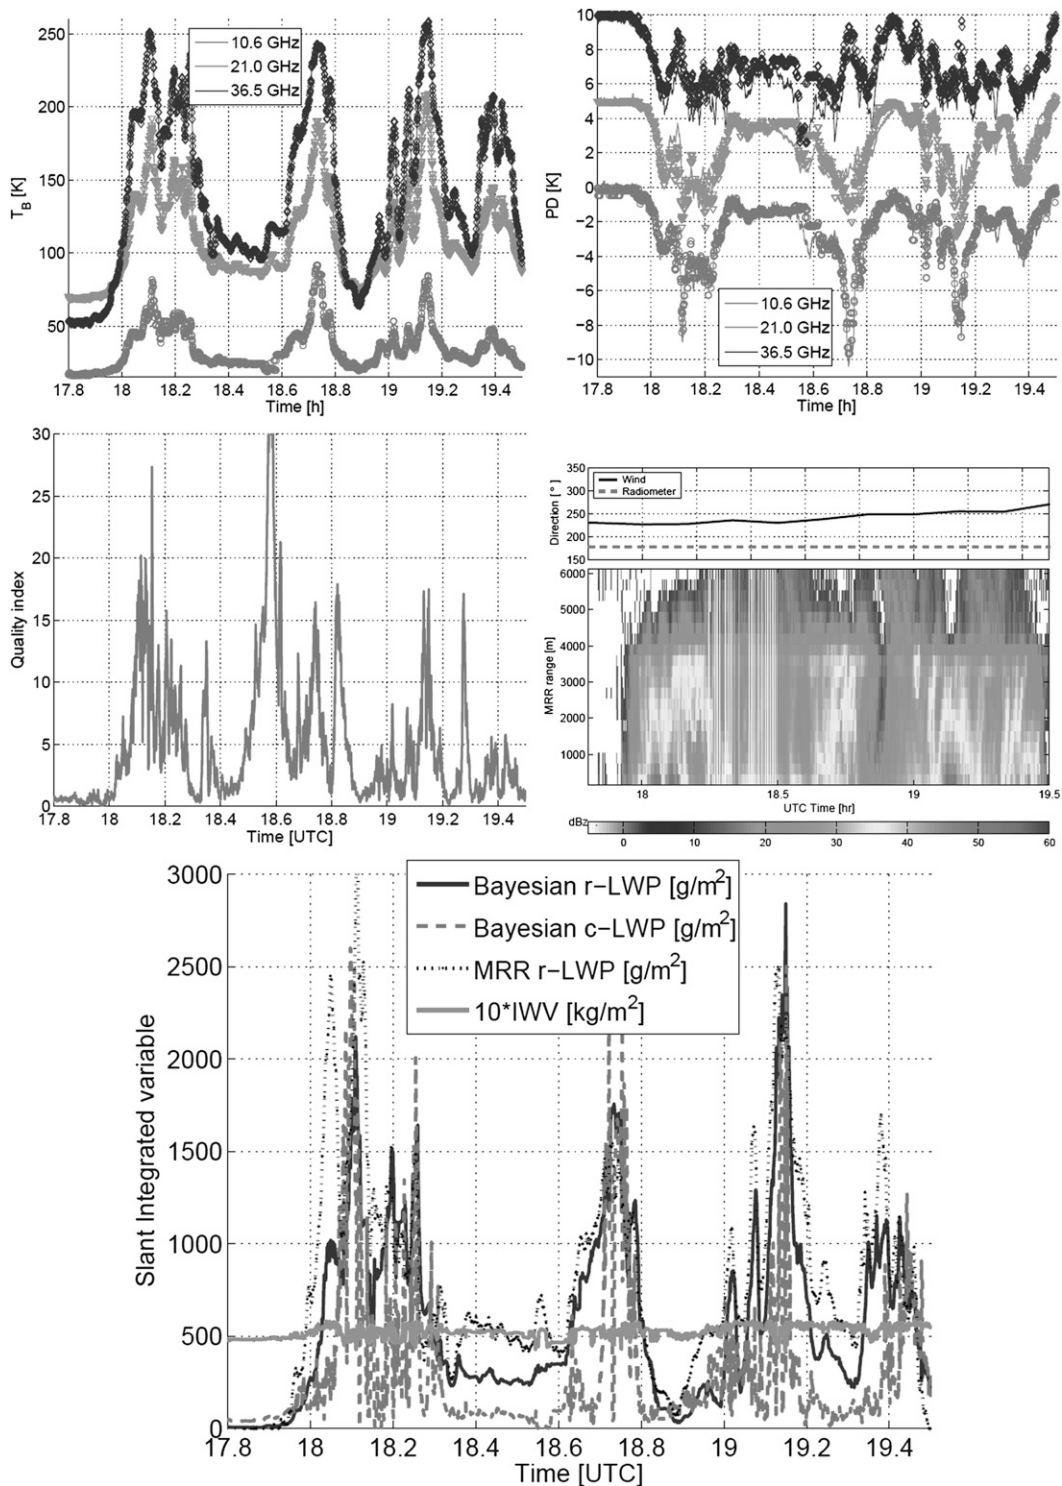 250
200
150
100
50
T_B [K]
10.6 GHz
21.0 GHz
36.5 GHz
17.8 18 18.2 18.4 18.6 18.8 19 19.2 19.4
Time [h]
10
8
6
4
2
0
−2
−4
−6
−8
−10
PD [K]
10.6 GHz
21.0 GHz
36.5 GHz
17.8 18 18.2 18.4 18.6 18.8 19 19.2 19.4
Time [h]
30
25
20
15
10
5
0
Quality index
17.8 18 18.2 18.4 18.6 18.8 19 19.2 19.4
Time [UTC]
350
300
250
200
150
Direction [ ° ]
Wind
Radiometer
6000
5000
4000
3000
2000
1000
MRR range [m]
18 18.5 19 19.5
UTC Time [hr]
dBz
0 10 20 30 40 50 60
3000
2500
2000
1500
1000
500
0
Slant Integrated variable
Bayesian r−LWP [g/m²]
Bayesian c−LWP [g/m²]
MRR r−LWP [g/m²]
10*IWV [kg/m²]
17.8 18 18.2 18.4 18.6 18.8 19 19.2 19.4
Time [UTC]